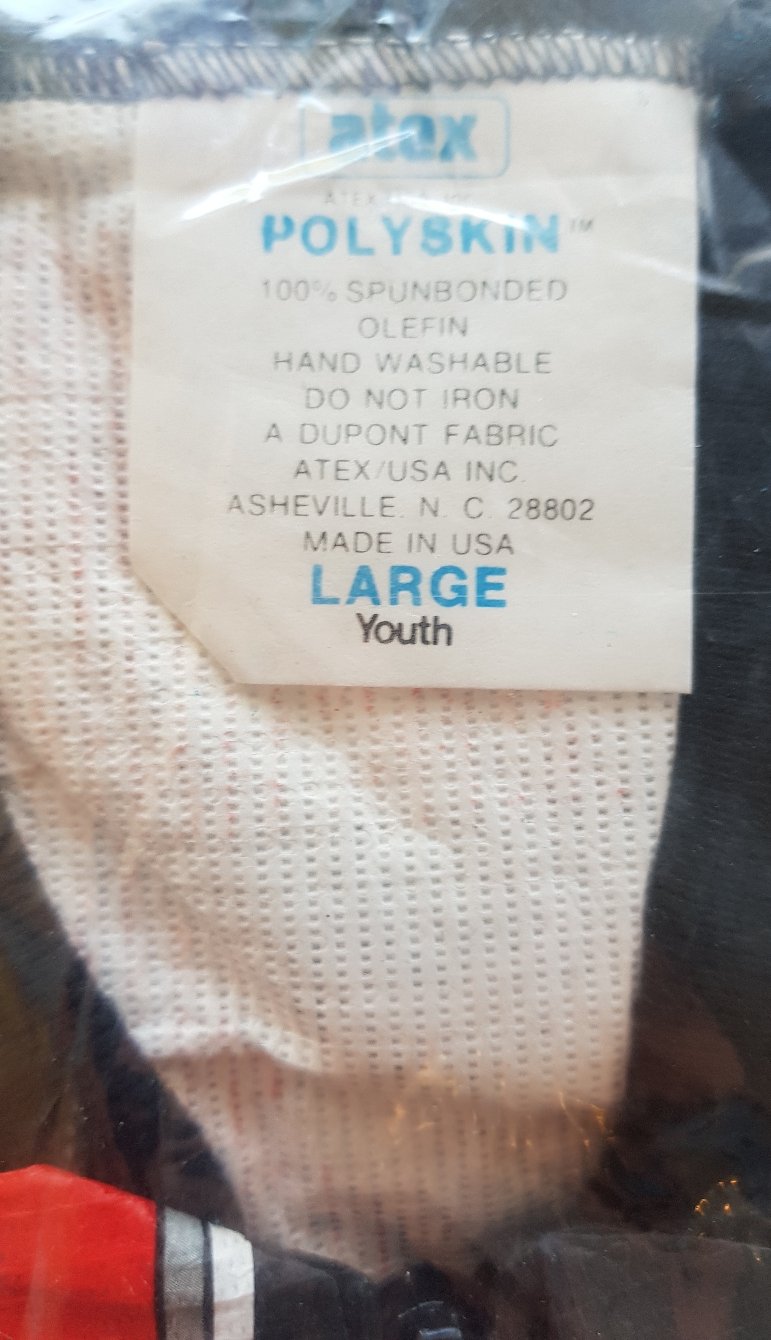 atex
POLYSKIN™
100% SPUNBONDED
OLEFIN
HAND WASHABLE
DO NOT IRON
A DUPONT FABRIC
ATEX/USA INC.
ASHEVILLE. N. C. 28802
MADE IN USA
LARGE
Youth